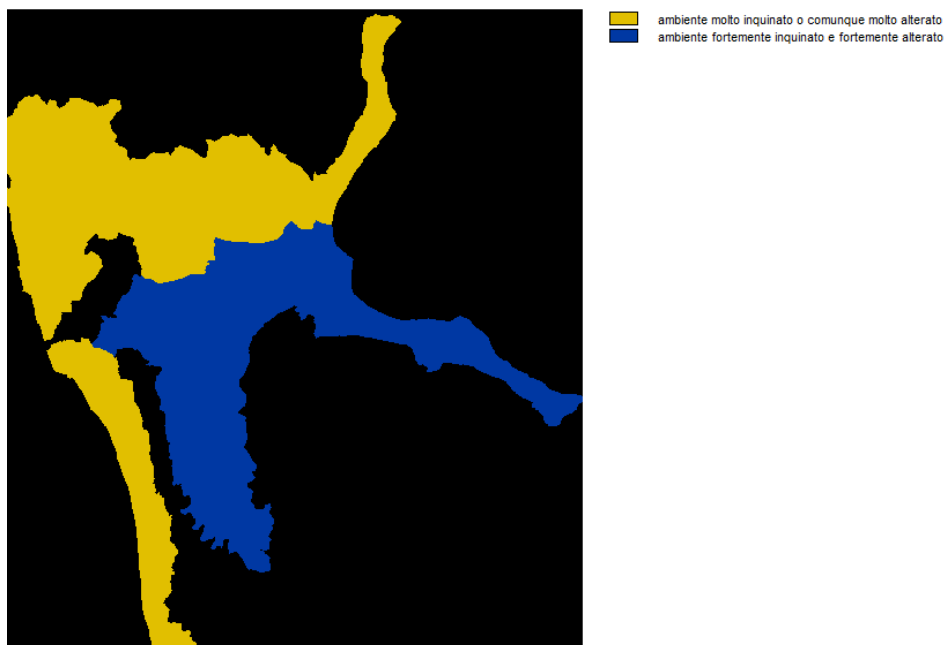 ambiente molto inquinato o comunque molto alterato
ambiente fortemente inquinato e fortemente alterato